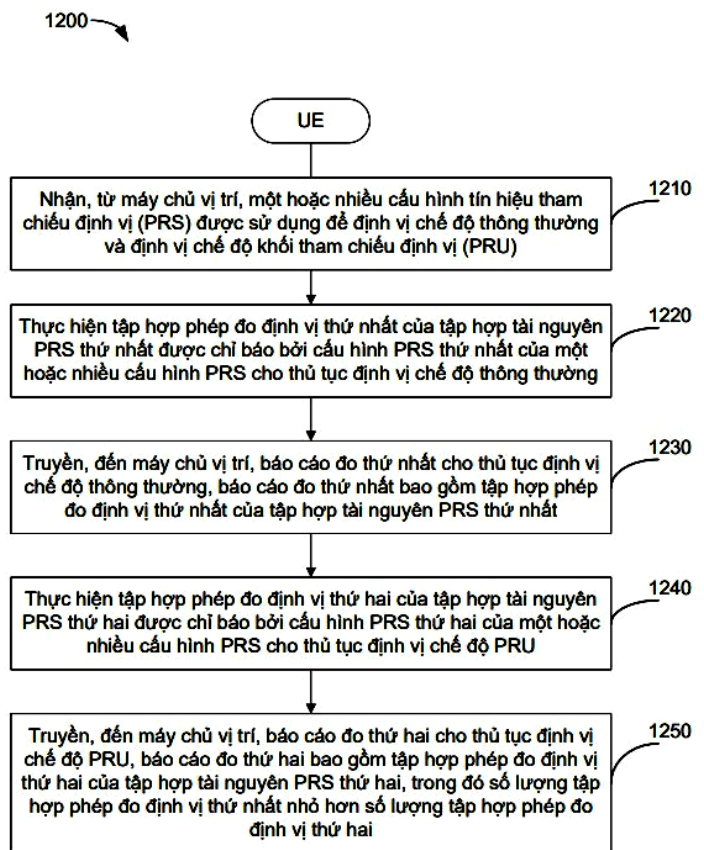 1200
UE
Nhận, từ máy chủ vị trí, một hoặc nhiều cấu hình tín hiệu tham
chiếu định vị (PRS) được sử dụng để định vị chế độ thông thường
và định vị chế độ khối tham chiếu định vị (PRU)
1210
Thực hiện tập hợp phép đo định vị thứ nhất của tập hợp tài nguyên
PRS thứ nhất được chỉ báo bởi cấu hình PRS thứ nhất của một
hoặc nhiều cấu hình PRS cho thủ tục định vị chế độ thông thường
1220
Truyền, đến máy chủ vị trí, báo cáo đo thứ nhất cho thủ tục định vị
chế độ thông thường, báo cáo đo thứ nhất bao gồm tập hợp phép
đo định vị thứ nhất của tập hợp tài nguyên PRS thứ nhất
1230
Thực hiện tập hợp phép đo định vị thứ hai của tập hợp tài nguyên
PRS thứ hai được chỉ báo bởi cấu hình PRS thứ hai của một hoặc
nhiều cấu hình PRS cho thủ tục định vị chế độ PRU
1240
Truyền, đến máy chủ vị trí, báo cáo đo thứ hai cho thủ tục định vị
chế độ PRU, báo cáo đo thứ hai bao gồm tập hợp phép đo định vị
thứ hai của tập hợp tài nguyên PRS thứ hai, trong đó số lượng tập
hợp phép đo định vị thứ nhất nhỏ hơn số lượng tập hợp phép đo
định vị thứ hai
1250